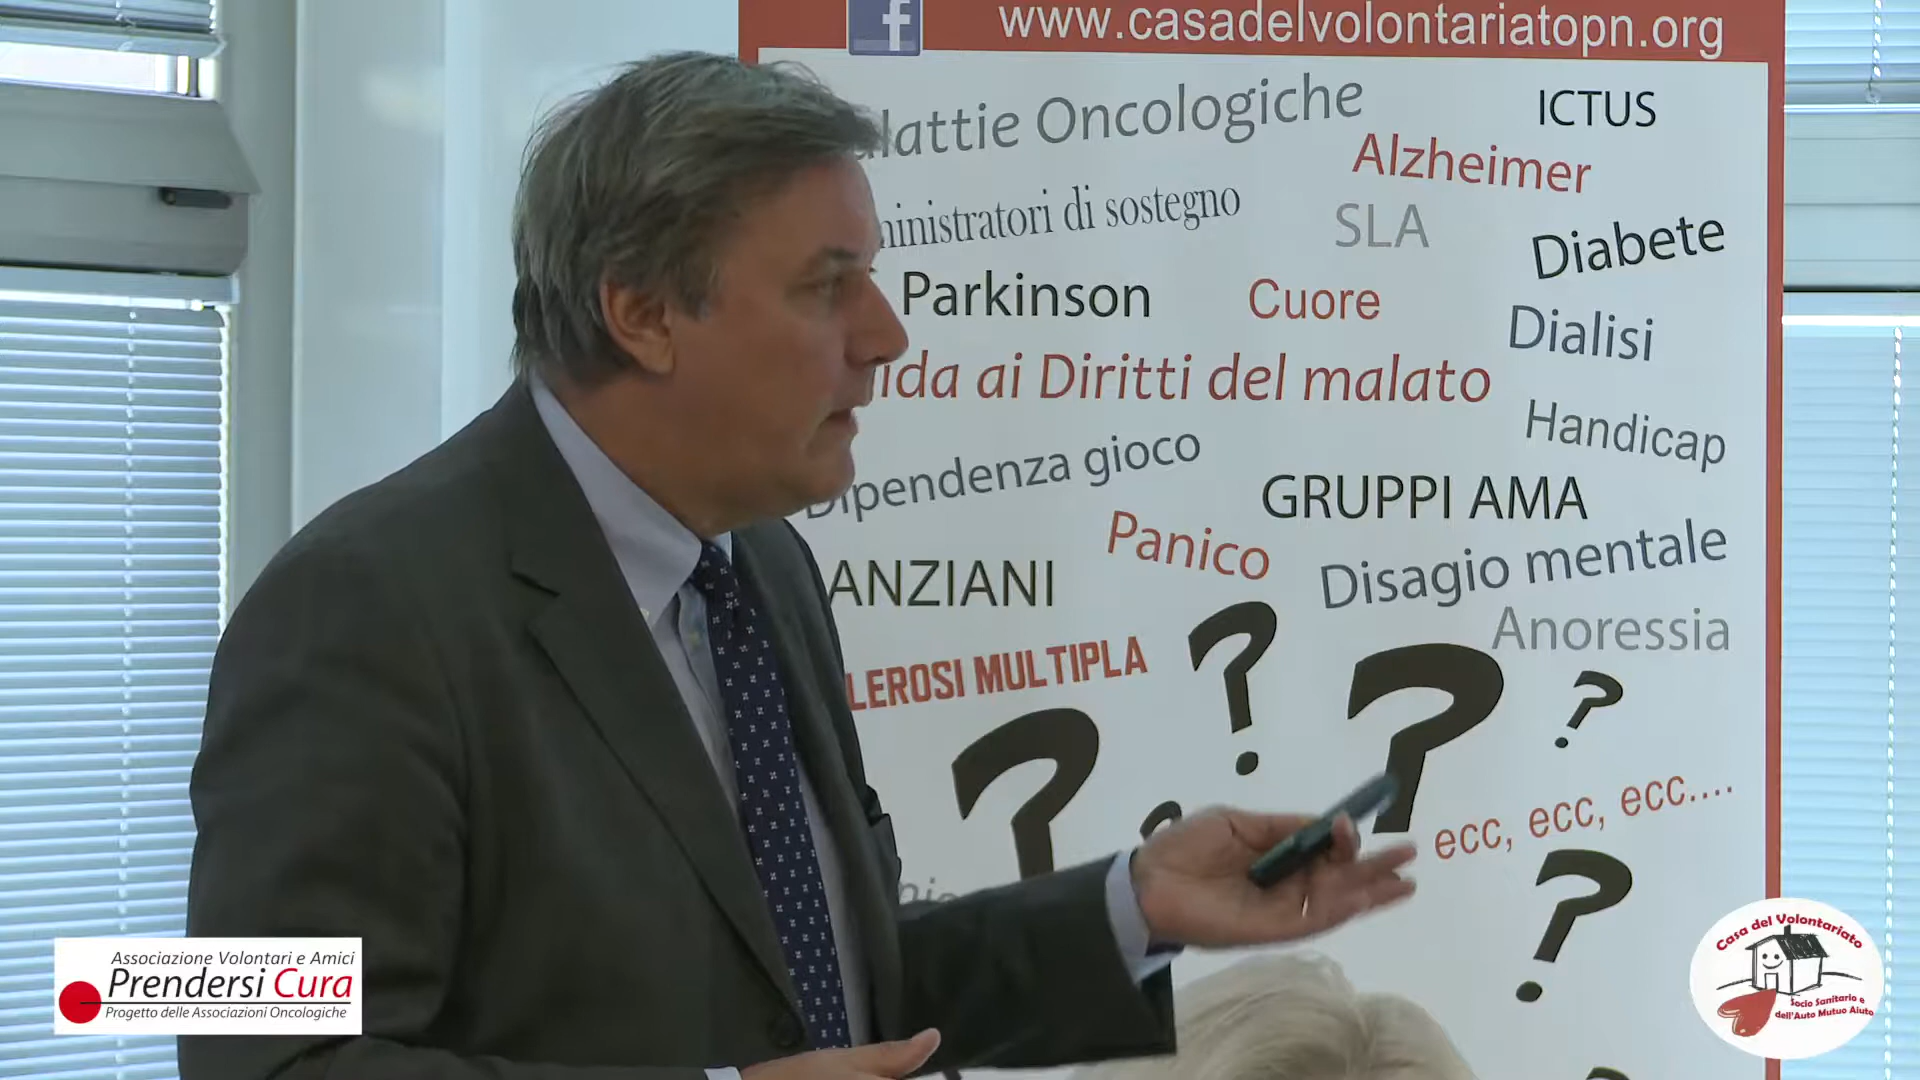 www.casadelvolontariatopn.org
lattie Oncologiche
ICTUS
Alzheimer
ministratori di sostegno
SLA
Diabete
Parkinson
Cuore
Dialisi
ida ai Diritti del malato
Handicap
Dipendenza gioco
GRUPPI AMA
Panico
Disagio mentale
ANZIANI
Anoressia
LEROSI MULTIPLA
? ? ? ?
ecc, ecc, ecc....
?
Associazione Volontari e Amici
Prendersi Cura
Progetto delle Associazioni Oncologiche
Casa del Volontariato
Socio Sanitario e
dell'Auto Mutuo Aiuto